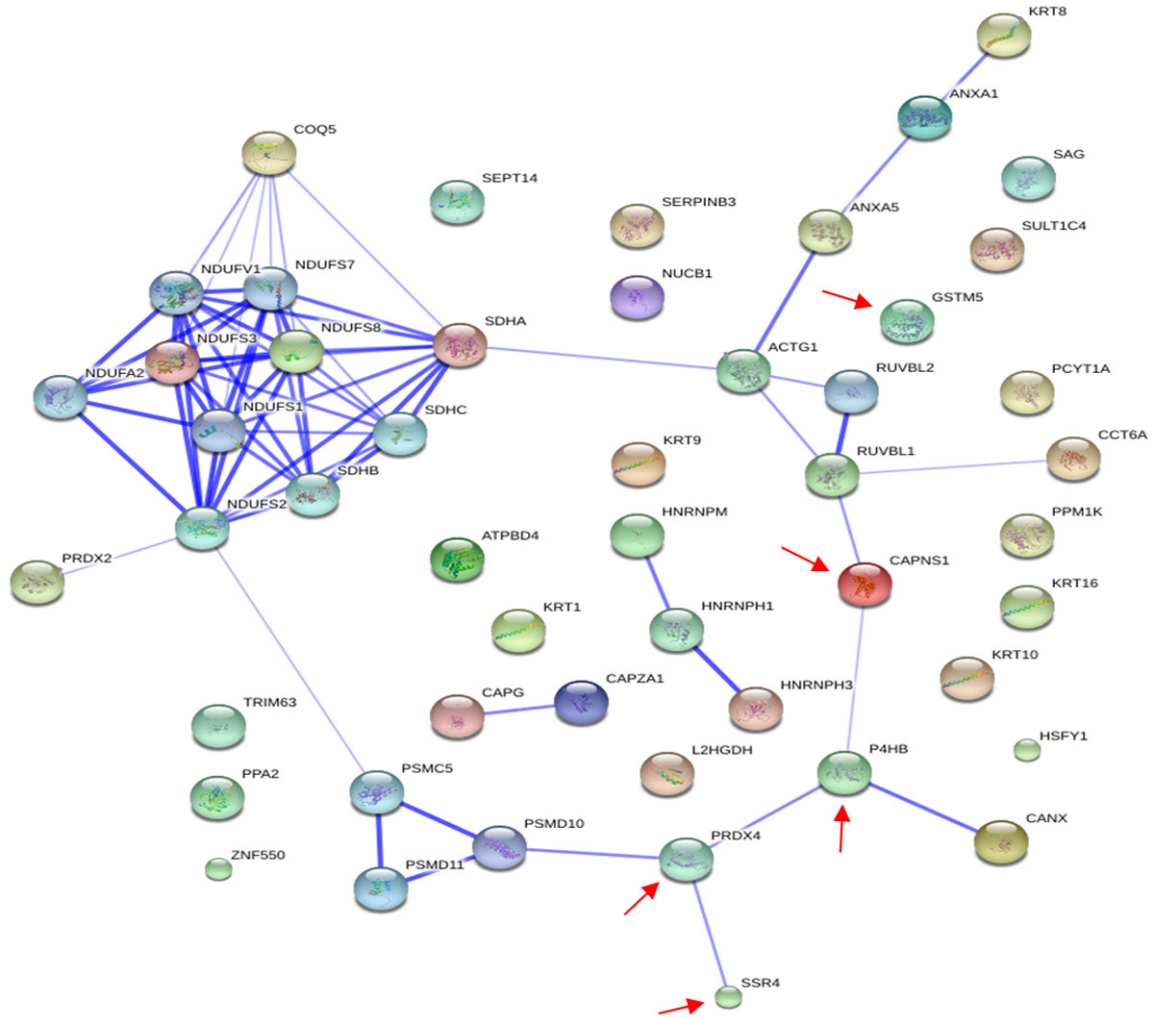 KRT8
ANXA1
COQ5
SAG
SEPT14
SERPINB3
ANXA5
SULT1C4
NDUFV1
NDUFS7
NUCB1
GSTM5
SDHA
NDUFS3
NDUFS8
ACTG1
RUVBL2
PCYT1A
NDUFA2
NDUFS1
SDHC
KRT9
RUVBL1
CCT6A
SDHB
NDUFS2
HNRNPM
PPM1K
ATPBD4
PRDX2
CAPNS1
KRT16
KRT1
HNRNPH1
KRT10
CAPG
CAPZA1
HNRNPH3
TRIM63
HSFY1
L2HGDH
P4HB
PPA2
PSMC5
PSMD10
PRDX4
CANX
ZNF550
PSMD11
SSR4